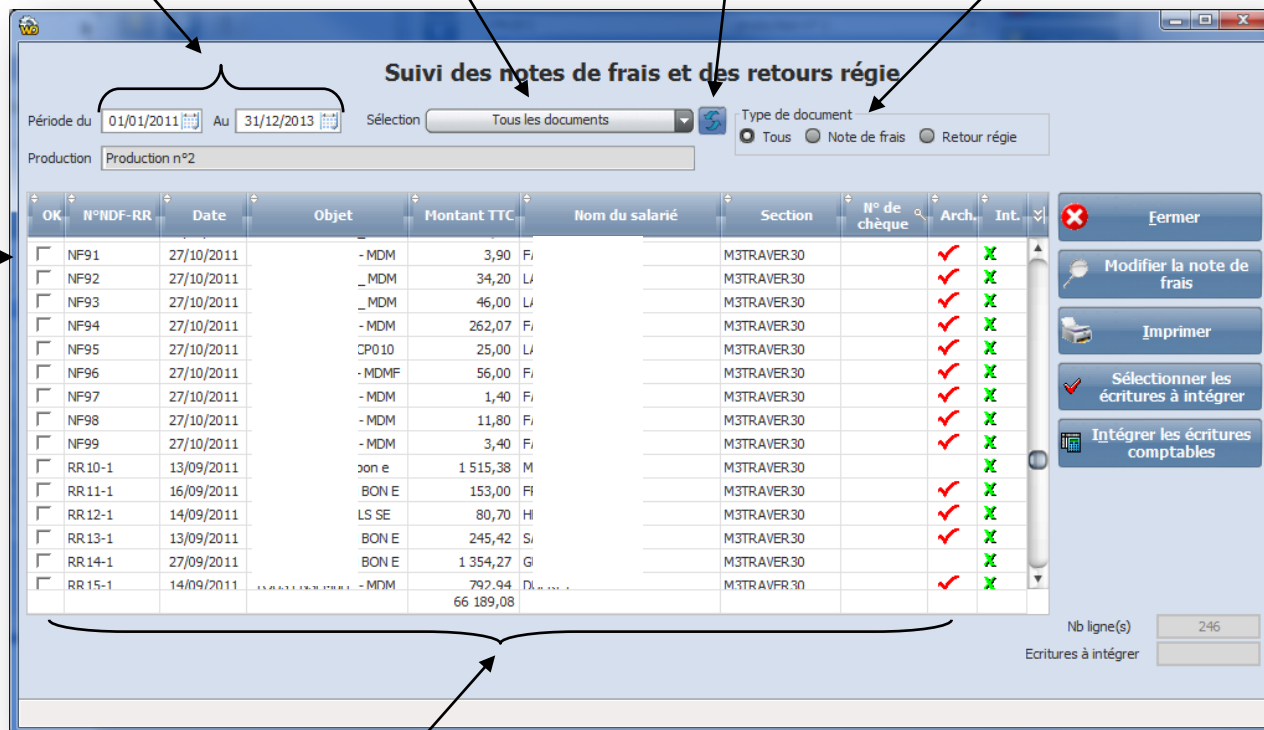 Suivi des notes de frais et des retours régie
Période du 01/01/2011 Au 31/12/2013 Sélection Tous les documents Type de document
Tous Note de frais Retour régie
Production Production n°2
OK N°NDF-RR Date Objet Montant TTC Nom du salarié Section N° de chèque Arch. Int.
NF91 27/10/2011 - MDM 3,90 M3TRAVER30
NF92 27/10/2011 _MDM 34,20 M3TRAVER30
NF93 27/10/2011 _MDM 46,00 M3TRAVER30
NF94 27/10/2011 - MDM 262,07 M3TRAVER30
NF95 27/10/2011 CP010 25,00 M3TRAVER30
NF96 27/10/2011 - MDMF 56,00 M3TRAVER30
NF97 27/10/2011 - MDM 1,40 M3TRAVER30
NF98 27/10/2011 - MDM 11,80 M3TRAVER30
NF99 27/10/2011 - MDM 3,40 M3TRAVER30
RR10-1 13/09/2011 bon e 1 515,38 M M3TRAVER30
RR11-1 16/09/2011 BON E 153,00 M3TRAVER30
RR12-1 14/09/2011 LS SE 80,70 M3TRAVER30
RR13-1 13/09/2011 BON E 245,42 M3TRAVER30
RR14-1 27/09/2011 BON E 1 354,27 M3TRAVER30
RR15-1 14/09/2011 - MDM 792,94 M3TRAVER30
66 189,08
Fermer
Modifier la note de
frais
Imprimer
Sélectionner les
écritures à intégrer
Intégrer les écritures
comptables
Nb ligne(s) 246
Ecritures à intégrer